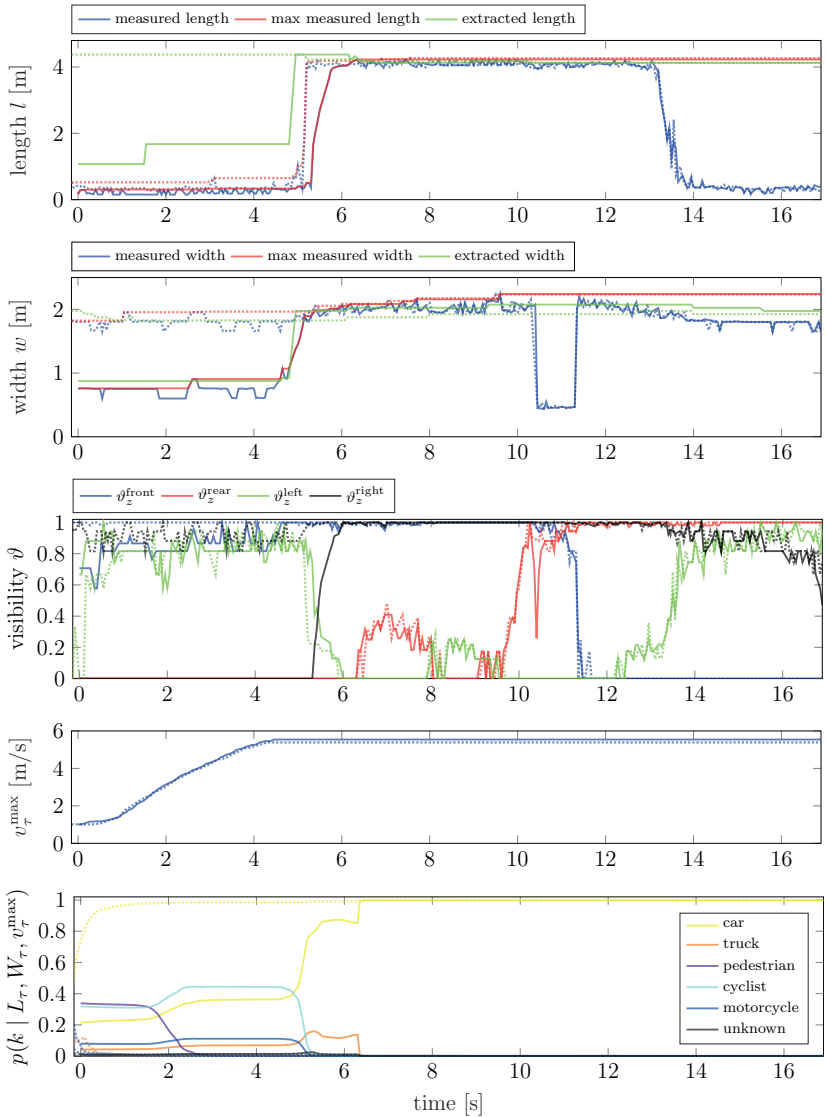 measured length max measured length extracted length
4
2
0
length l [m]
0 2 4 6 8 10 12 14 16
measured width max measured width extracted width
2
1
0
width w [m]
0 2 4 6 8 10 12 14 16
ϑ_z^front ϑ_z^rear ϑ_z^left ϑ_z^right
1
0.8
0.6
0.4
0.2
0
visibility ϑ
0 2 4 6 8 10 12 14 16
6
4
2
0
v_τ^max [m/s]
0 2 4 6 8 10 12 14 16
1
0.8
0.6
0.4
0.2
0
p(k | L_τ, W_τ, v_τ^max)
car
truck
pedestrian
cyclist
motorcycle
unknown
0 2 4 6 8 10 12 14 16
time [s]